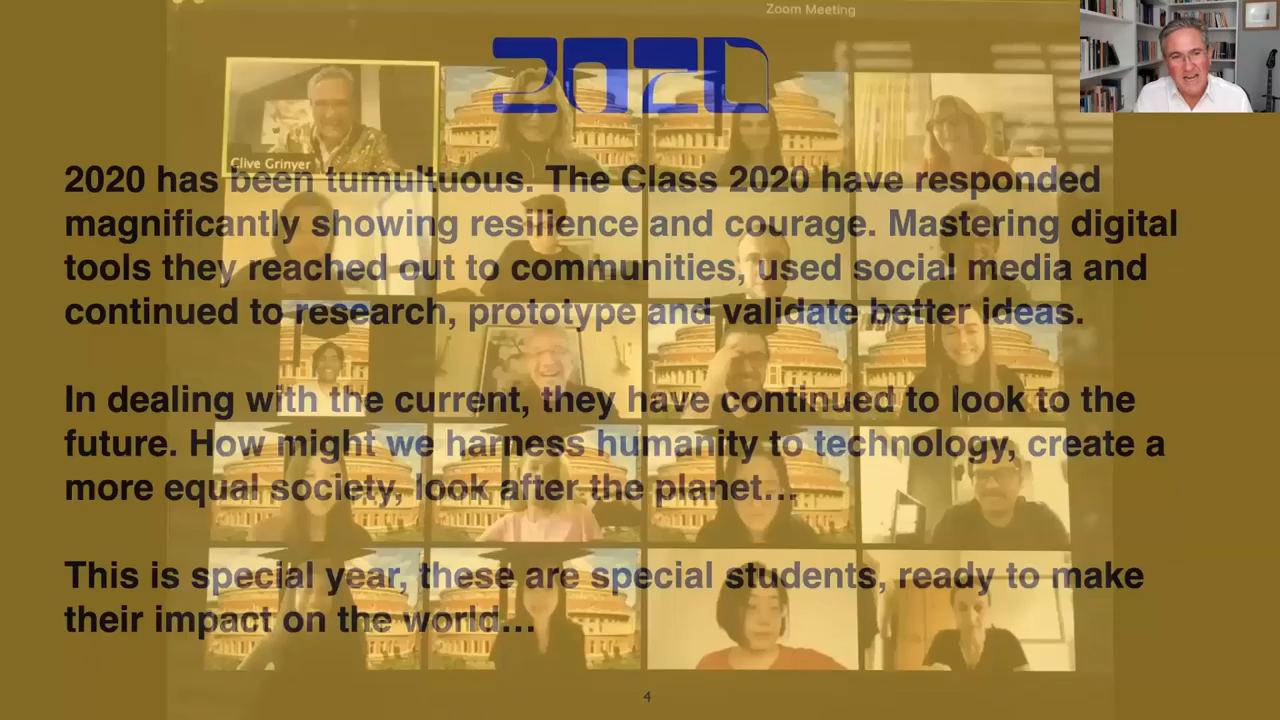 Zoom Meeting
2020
Clive Grinyer
2020 has been tumultuous. The Class 2020 have responded
magnificantly showing resilience and courage. Mastering digital
tools they reached out to communities, used social media and
continued to research, prototype and validate better ideas.
In dealing with the current, they have continued to look to the
future. How might we harness humanity to technology, create a
more equal society, look after the planet...
This is special year, these are special students, ready to make
their impact on the world...
4